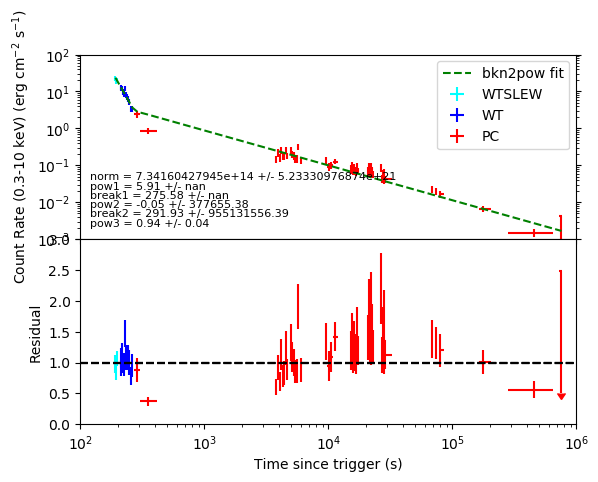 Count Rate (0.3-10 keV) (erg cm⁻² s⁻¹)
10²
10¹
10⁰
10⁻¹
10⁻²
bkn2pow fit
WTSLEW
WT
PC
norm = 7.34160427945e+14 +/- 5.23330976874e+21
pow1 = 5.91 +/- nan
break1 = 275.58 +/- nan
pow2 = -0.05 +/- 377655.38
break2 = 291.93 +/- 955131556.39
pow3 = 0.94 +/- 0.04
Residual
3.0
2.5
2.0
1.5
1.0
0.5
0.0
10² 10³ 10⁴ 10⁵ 10⁶
Time since trigger (s)